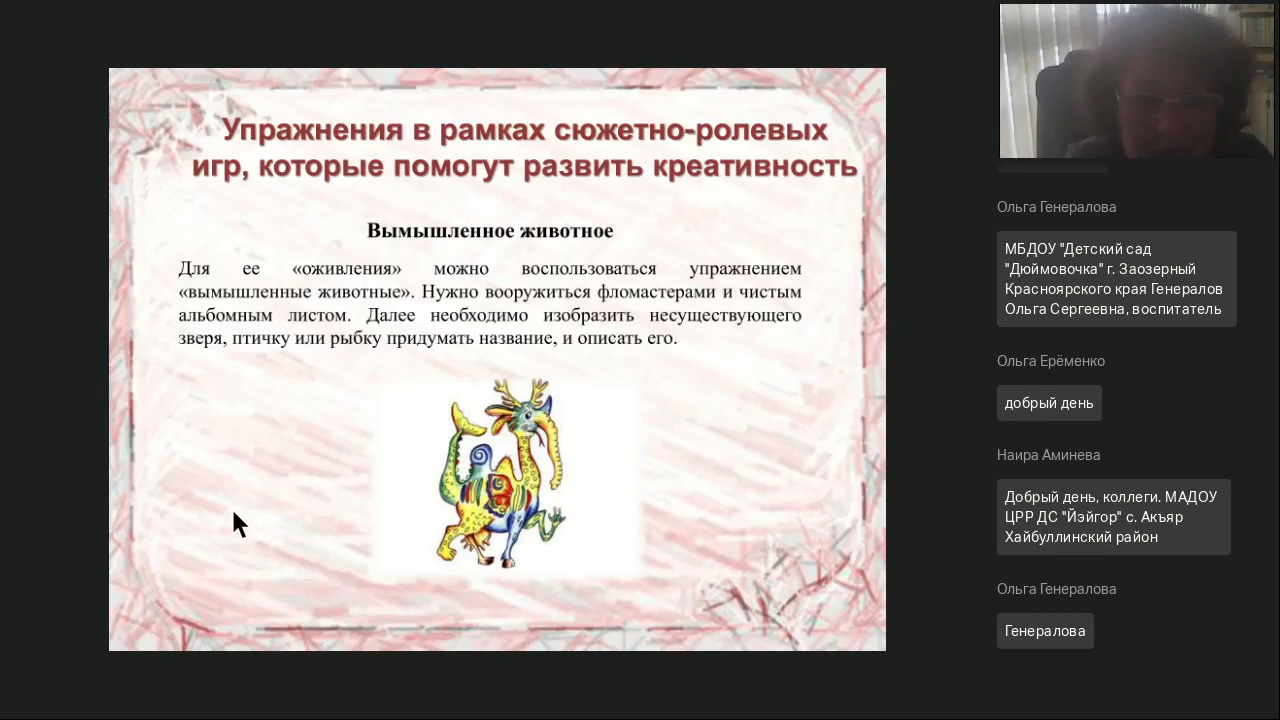 Упражнения в рамках сюжетно-ролевых
игр, которые помогут развить креативность
Вымышленное животное
Для ее «оживления» можно воспользоваться упражнением
«вымышленные животные». Нужно вооружиться фломастерами и чистым
альбомным листом. Далее необходимо изобразить несуществующего
зверя, птичку или рыбку придумать название, и описать его.
Ольга Генералова
МБДОУ "Детский сад
"Дюймовочка" г. Заозерный
Красноярского края Генералов
Ольга Сергеевна, воспитатель
Ольга Ерёменко
добрый день
Наира Аминева
Добрый день, коллеги. МАДОУ
ЦРР ДС "Йэйгор" с. Акъяр
Хайбуллинский район
Ольга Генералова
Генералова